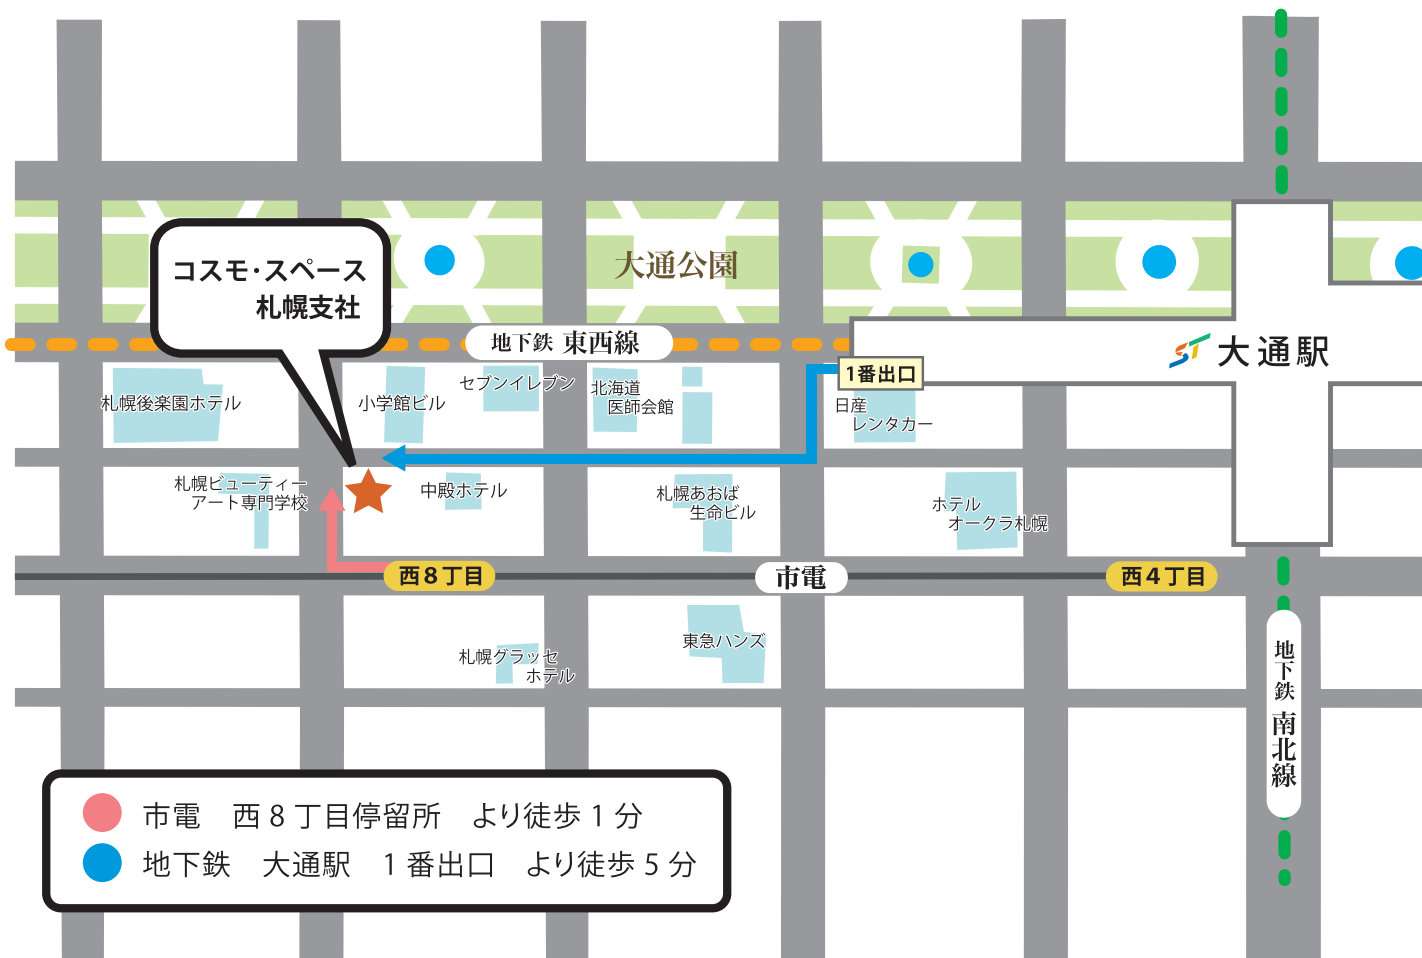 コスモ・スペース
札幌支社
大通公園
地下鉄 東西線
大通駅
1番出口
札幌後楽園ホテル
小学館ビル
セブンイレブン
北海道
医師会館
日産
レンタカー
札幌ビューティー
アート専門学校
中殿ホテル
札幌あおば
生命ビル
ホテル
オークラ札幌
西8丁目
市電
西4丁目
札幌グラッセ
ホテル
東急ハンズ
地下鉄 南北線
市電 西8丁目停留所 より徒歩1分
地下鉄 大通駅 1番出口 より徒歩5分